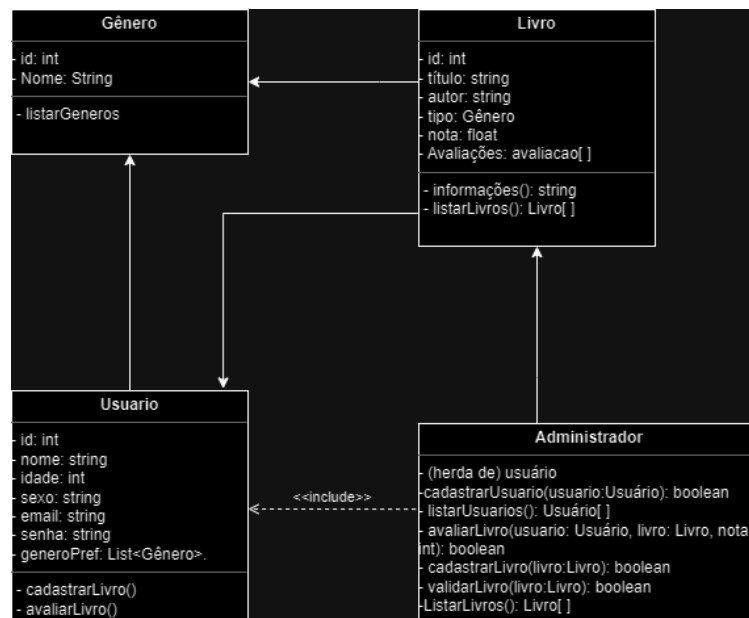 Gênero
- id: int
- Nome: String
- listarGeneros
Livro
- id: int
- título: string
- autor: string
- tipo: Gênero
- nota: float
- Avaliações: avaliacao[ ]
- informações(): string
- listarLivros(): Livro[ ]
Usuario
- id: int
- nome: string
- idade: int
- sexo: string
- email: string
- senha: string
- generoPref: List<Gênero>.
- cadastrarLivro()
- avaliarLivro()
<<include>>
Administrador
- (herda de) usuário
-cadastrarUsuario(usuario:Usuário): boolean
- listarUsuarios(): Usuário[ ]
- avaliarLivro(usuario: Usuário, livro: Livro, nota
int): boolean
- cadastrarLivro(livro:Livro): boolean
- validarLivro(livro:Livro): boolean
-ListarLivros(): Livro[ ]